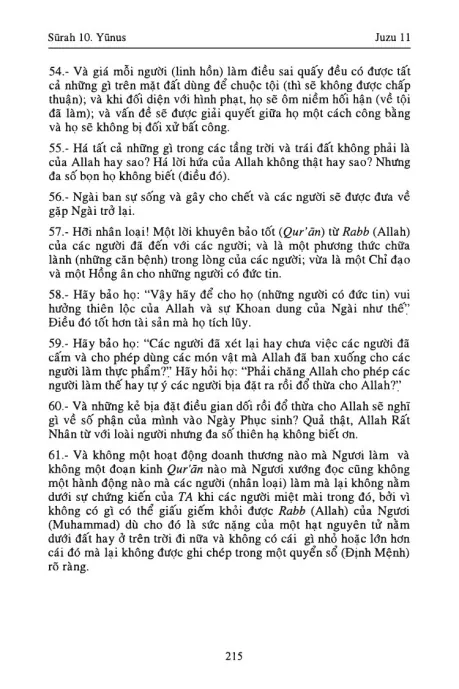 Sūrah 10. Yūnus Juzu 11
54.- Và giá mỗi người (linh hồn) làm điều sai quấy đều có được tất
cả những gì trên mặt đất dùng để chuộc tội (thì sẽ không được chấp
thuận); và khi đối diện với hình phạt, họ sẽ ôm niềm hối hận (về tội
đã làm); và vấn đề sẽ được giải quyết giữa họ một cách công bằng
và họ sẽ không bị đối xử bất công.
55.- Há tất cả những gì trong các tầng trời và trái đất không phải là
của Allah hay sao? Há lời hứa của Allah không thật hay sao? Nhưng
đa số bọn họ không biết (điều đó).
56.- Ngài ban sự sống và gây cho chết và các người sẽ được đưa về
gặp Ngài trở lại.
57.- Hỡi nhân loại! Một lời khuyên bảo tốt (Qur'ān) từ Rabb (Allah)
của các người đã đến với các người; và là một phương thức chữa
lành (những căn bệnh) trong lòng của các người; vừa là một Chỉ đạo
và một Hồng ân cho những người có đức tin.
58.- Hãy bảo họ: “Vậy hãy để cho họ (những người có đức tin) vui
hưởng thiên lộc của Allah và sự Khoan dung của Ngài như thế.”
Điều đó tốt hơn tài sản mà họ tích lũy.
59.- Hãy bảo họ: “Các người đã xét lại hay chưa việc các người đã
cấm và cho phép dùng các món vật mà Allah đã ban xuống cho các
người làm thực phẩm?” Hãy hỏi họ: “Phải chăng Allah cho phép các
người làm thế hay tự ý các người bịa đặt ra rồi đổ thừa cho Allah?”
60.- Và những kẻ bịa đặt điều gian dối rồi đổ thừa cho Allah sẽ nghĩ
gì về số phận của mình vào Ngày Phục sinh? Quả thật, Allah Rất
Nhân từ với loài người nhưng đa số thiên hạ không biết ơn.
61.- Và không một hoạt động doanh thương nào mà Ngươi làm và
không một đoạn kinh Qur'ān nào mà Ngươi xướng đọc cũng không
một hành động nào mà các người (nhân loại) làm mà lại không nằm
dưới sự chứng kiến của TA khi các người miệt mài trong đó, bởi vì
không có gì có thể giấu giếm khỏi được Rabb (Allah) của Ngươi
(Muhammad) dù cho đó là sức nặng của một hạt nguyên tử nằm
dưới đất hay ở trên trời đi nữa và không có cái gì nhỏ hoặc lớn hơn
cái đó mà lại không được ghi chép trong một quyển sổ (Định Mệnh)
rõ ràng.
215